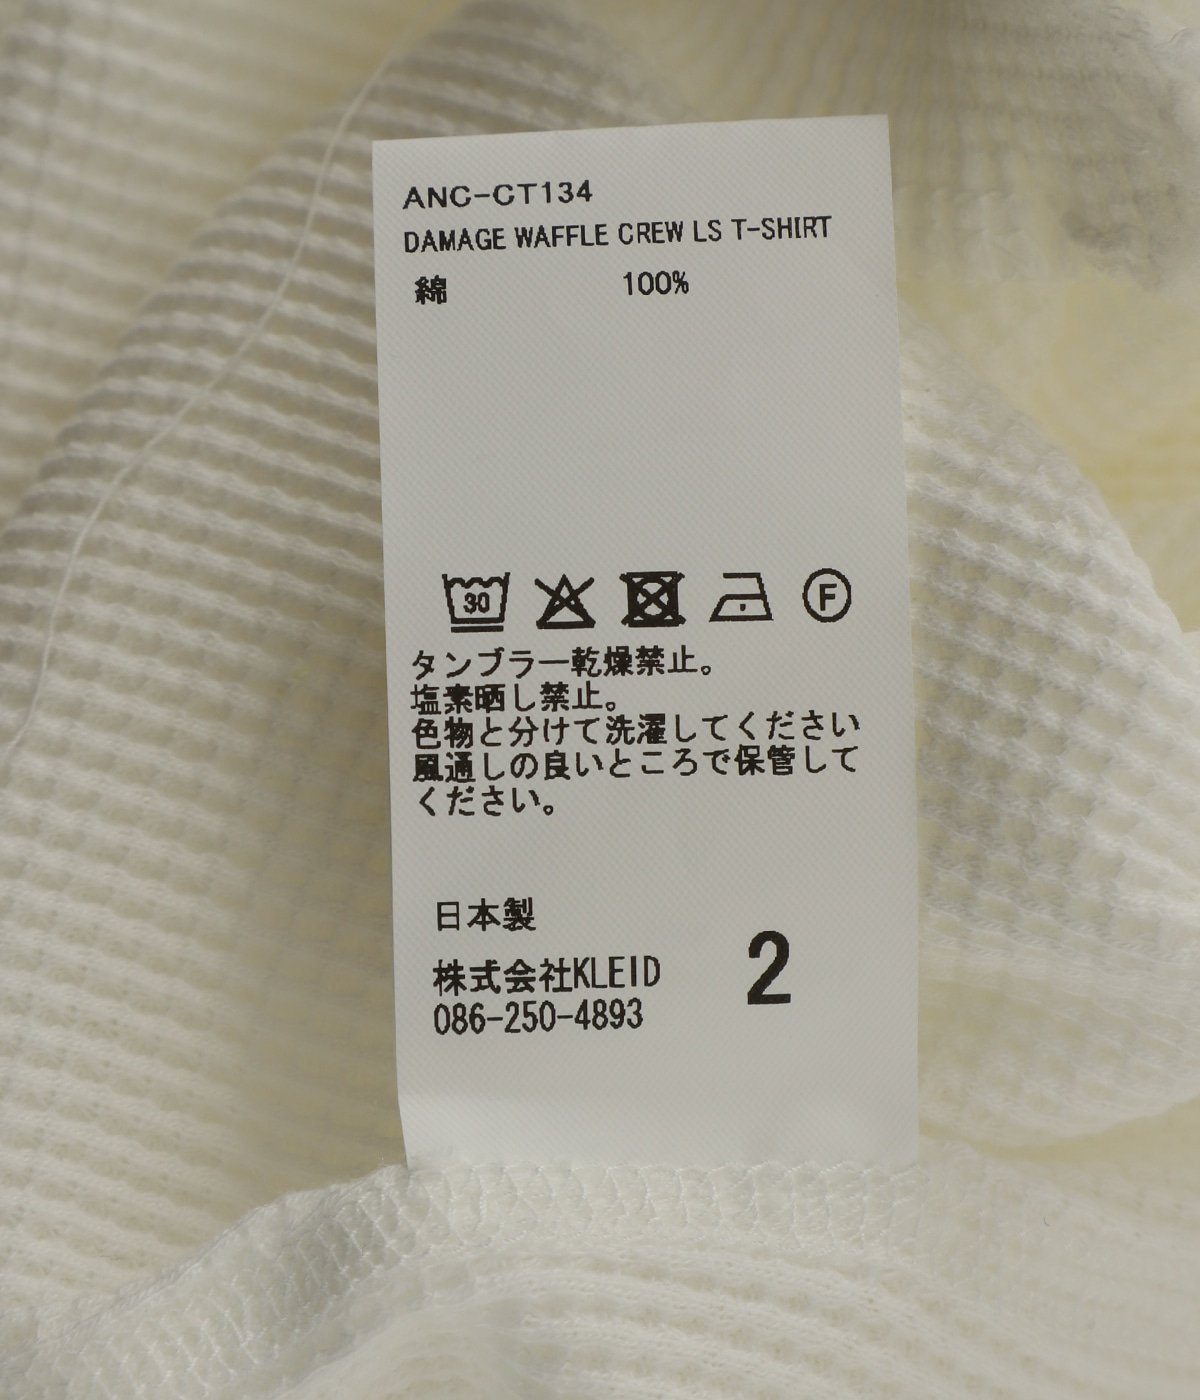 ANC-CT134
DAMAGE WAFFLE CREW LS T-SHIRT
綿 100%
30 F
タンブラー乾燥禁止。
塩素晒し禁止。
色物と分けて洗濯してください
風通しの良いところで保管して
ください。
日本製
株式会社KLEID
086-250-4893
2